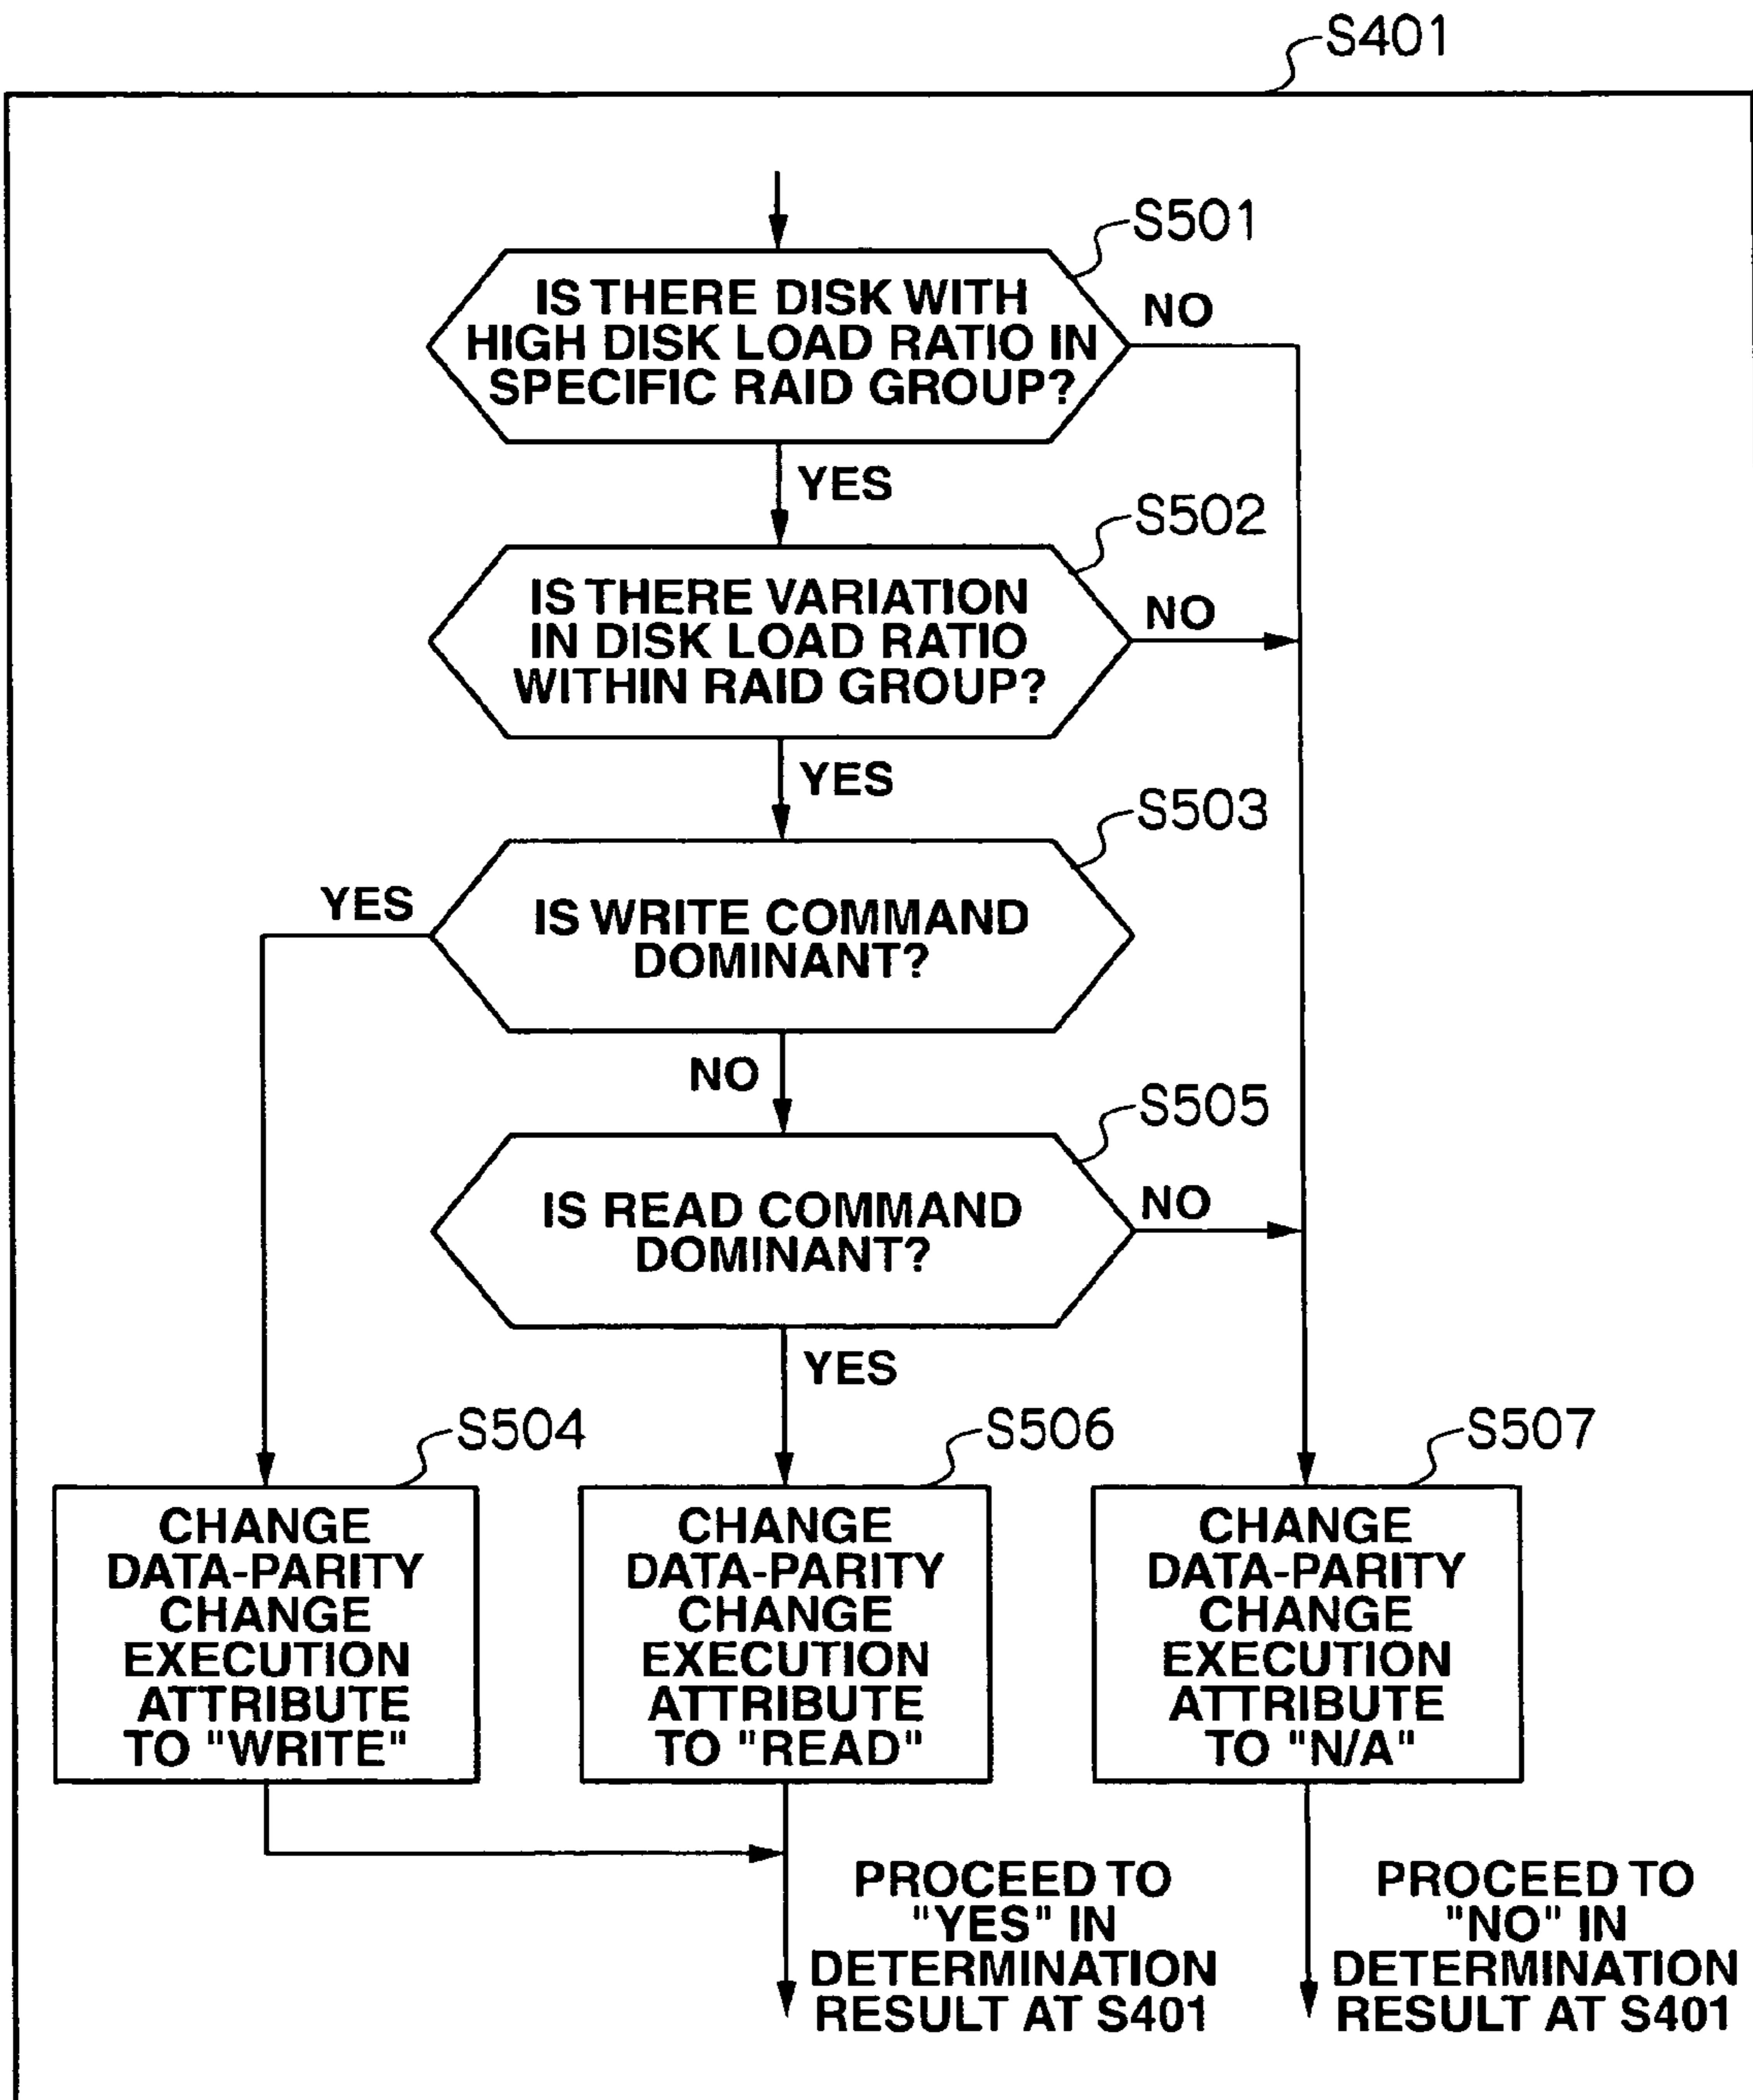 S401
S501
IS THERE DISK WITH
HIGH DISK LOAD RATIO IN
SPECIFIC RAID GROUP?
NO
YES
S502
IS THERE VARIATION
IN DISK LOAD RATIO
WITHIN RAID GROUP?
NO
YES
S503
YES
IS WRITE COMMAND
DOMINANT?
NO
S505
IS READ COMMAND
DOMINANT?
NO
YES
S504
CHANGE
DATA-PARITY
CHANGE
EXECUTION
ATTRIBUTE
TO "WRITE"
S506
CHANGE
DATA-PARITY
CHANGE
EXECUTION
ATTRIBUTE
TO "READ"
S507
CHANGE
DATA-PARITY
CHANGE
EXECUTION
ATTRIBUTE
TO "N/A"
PROCEED TO
"YES" IN
DETERMINATION
RESULT AT S401
PROCEED TO
"NO" IN
DETERMINATION
RESULT AT S401